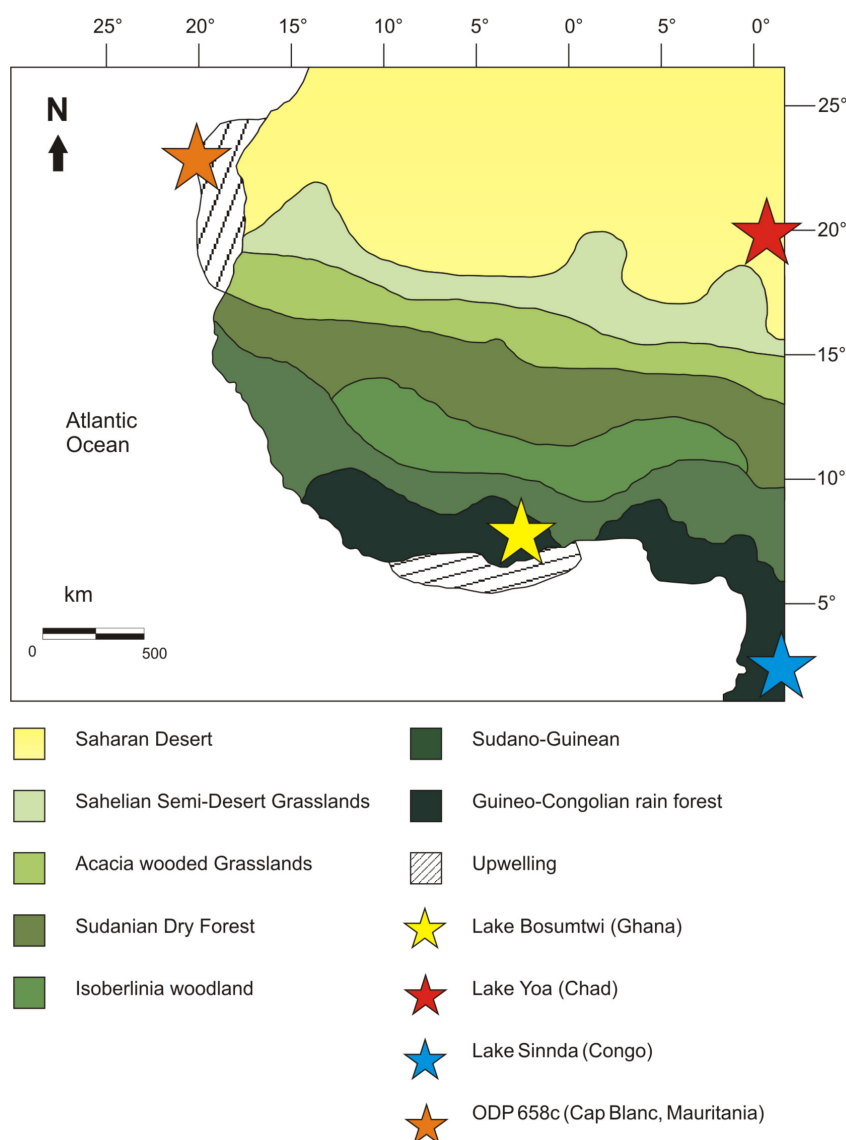 25° 20° 15° 10° 5° 0° 5° 0°
N
25°
20°
15°
Atlantic
Ocean
10°
km
5°
0 500
Saharan Desert
Sahelian Semi-Desert Grasslands
Acacia wooded Grasslands
Sudanian Dry Forest
Isoberlinia woodland
Sudano-Guinean
Guineo-Congolian rain forest
Upwelling
Lake Bosumtwi (Ghana)
Lake Yoa (Chad)
Lake Sinnda (Congo)
ODP 658c (Cap Blanc, Mauritania)